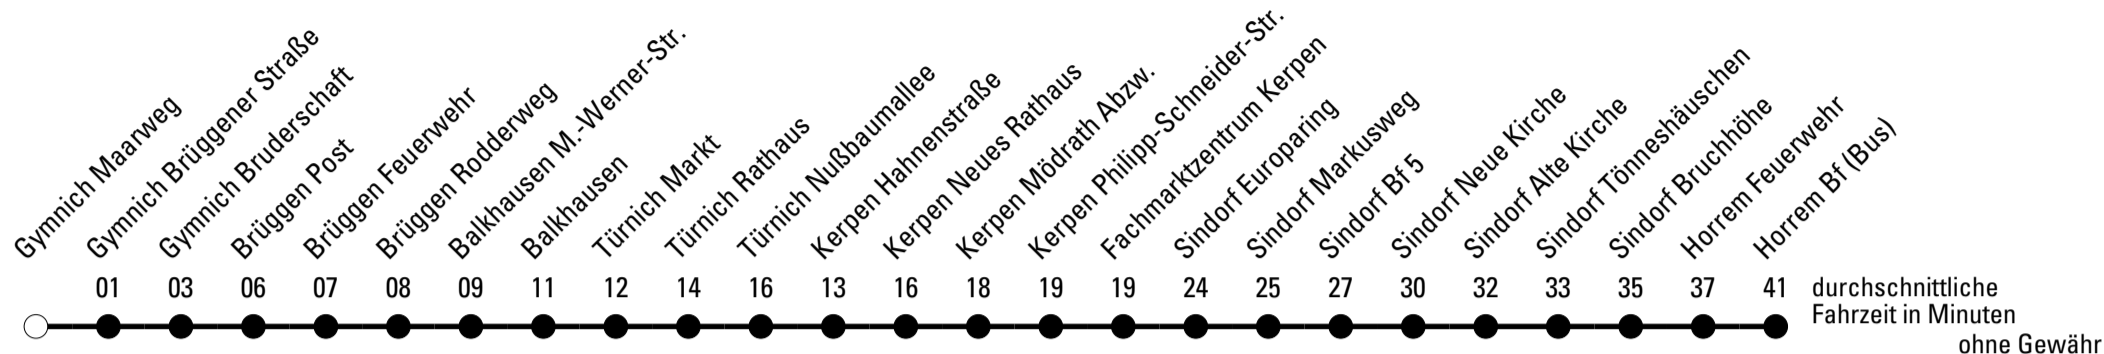 Gymnich Maarweg
Gymnich Brüggener Straße
Gymnich Bruderschaft
Brüggen Post
Brüggen Feuerwehr
Brüggen Rodderweg
Balkhausen M.-Werner-Str.
Balkhausen
Türnich Markt
Türnich Rathaus
Türnich Nußbaumallee
Kerpen Hahnenstraße
Kerpen Neues Rathaus
Kerpen Mödrath Abzw.
Kerpen Philipp-Schneider-Str.
Fachmarktzentrum Kerpen
Sindorf Europaring
Sindorf Markusweg
Sindorf Bf 5
Sindorf Neue Kirche
Sindorf Alte Kirche
Sindorf Tönneshäuschen
Sindorf Bruchhöhe
Horrem Feuerwehr
Horrem Bf (Bus)
01 03 06 07 08 09 11 12 14 16 13 16 18 19 19 24 25 27 30 32 33 35 37 41
durchschnittliche
Fahrzeit in Minuten
ohne Gewähr